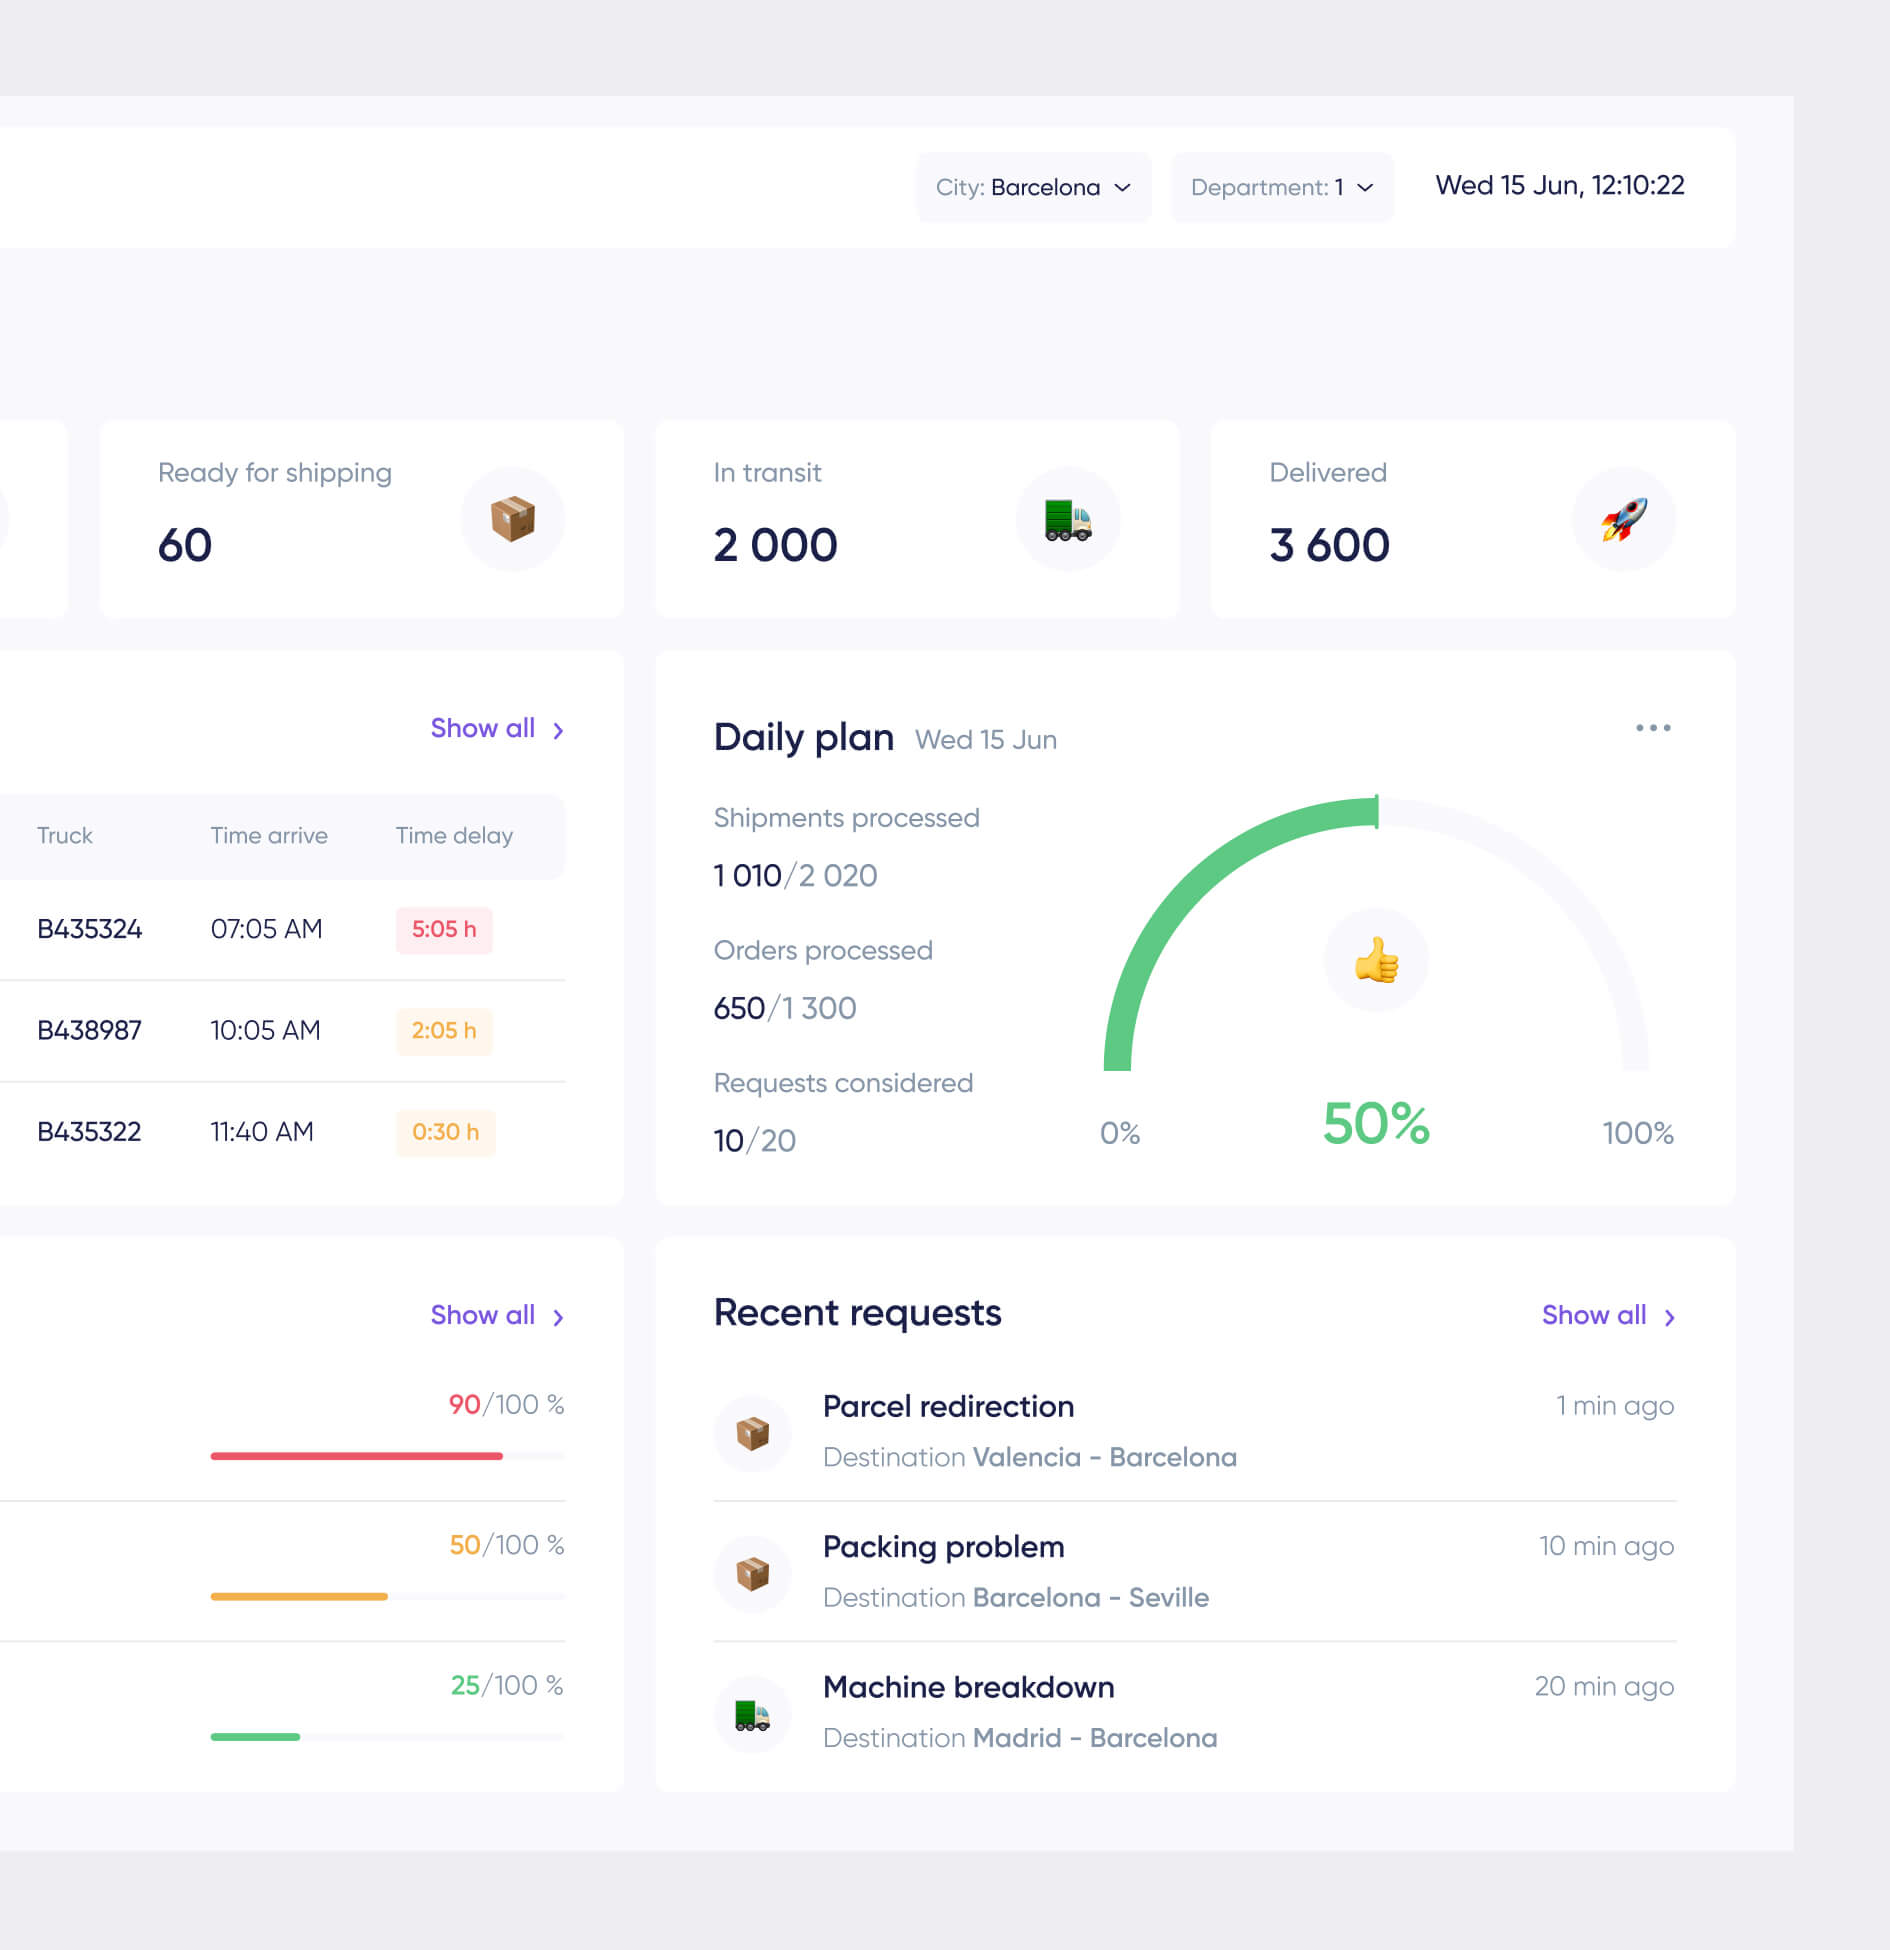 City: Barcelona
Department: 1
Wed 15 Jun, 12:10:22
Ready for shipping
60
In transit
2 000
Delivered
3 600
Show all
Truck Time arrive Time delay
B435324 07:05 AM 5:05 h
B438987 10:05 AM 2:05 h
B435322 11:40 AM 0:30 h
Daily plan Wed 15 Jun
Shipments processed
1 010/2 020
Orders processed
650/1 300
Requests considered
10/20
0% 50% 100%
Show all
90/100 %
50/100 %
25/100 %
Recent requests
Show all
Parcel redirection 1 min ago
Destination Valencia - Barcelona
Packing problem 10 min ago
Destination Barcelona - Seville
Machine breakdown 20 min ago
Destination Madrid - Barcelona